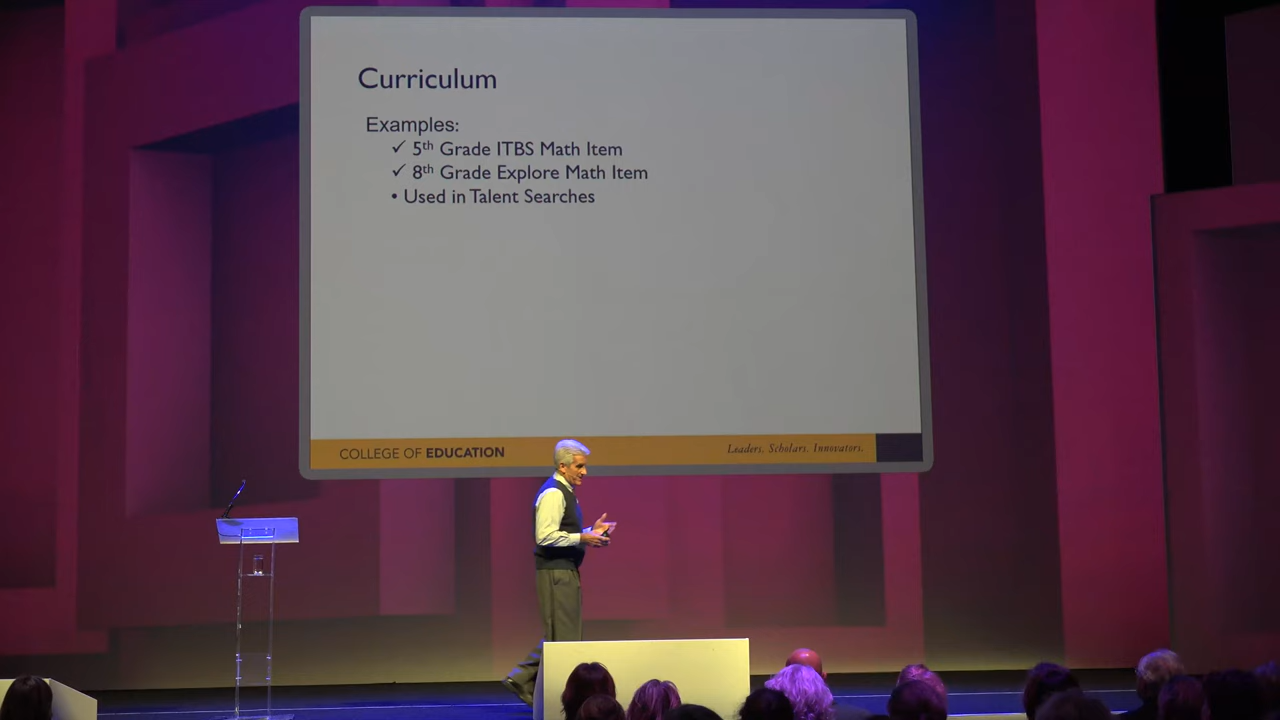 Curriculum
Examples:
✓ 5th Grade ITBS Math Item
✓ 8th Grade Explore Math Item
• Used in Talent Searches
COLLEGE OF EDUCATION
Leaders. Scholars. Innovators.